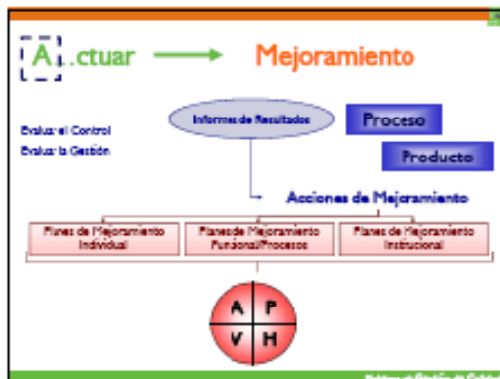 A...ctuar
Mejoramiento
Informes de Resultados
Proceso
Evaluar el Control
Evaluar la Gestión
Producto
Acciones de Mejoramiento
Planes de Mejoramiento
Individual
Planes de Mejoramiento
Funcional/Procesos
Planes de Mejoramiento
Institucional
A P
V H